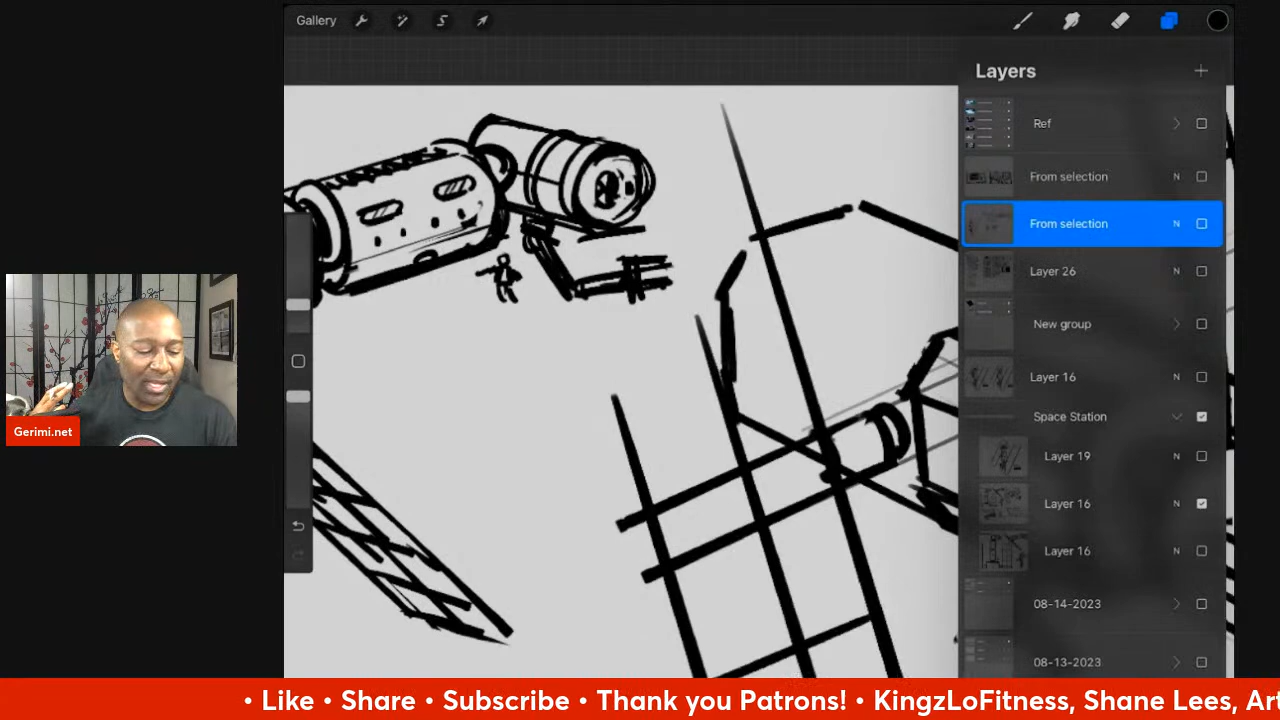 Gallery
Layers
Ref
From selection N
From selection N
Layer 26 N
New group
Layer 16 N
Space Station
Layer 19 N
Layer 16 N
Layer 16 N
08-14-2023
08-13-2023
Gerimi.net
• Like • Share • Subscribe • Thank you Patrons! • KingzLoFitness, Shane Lees, Ar